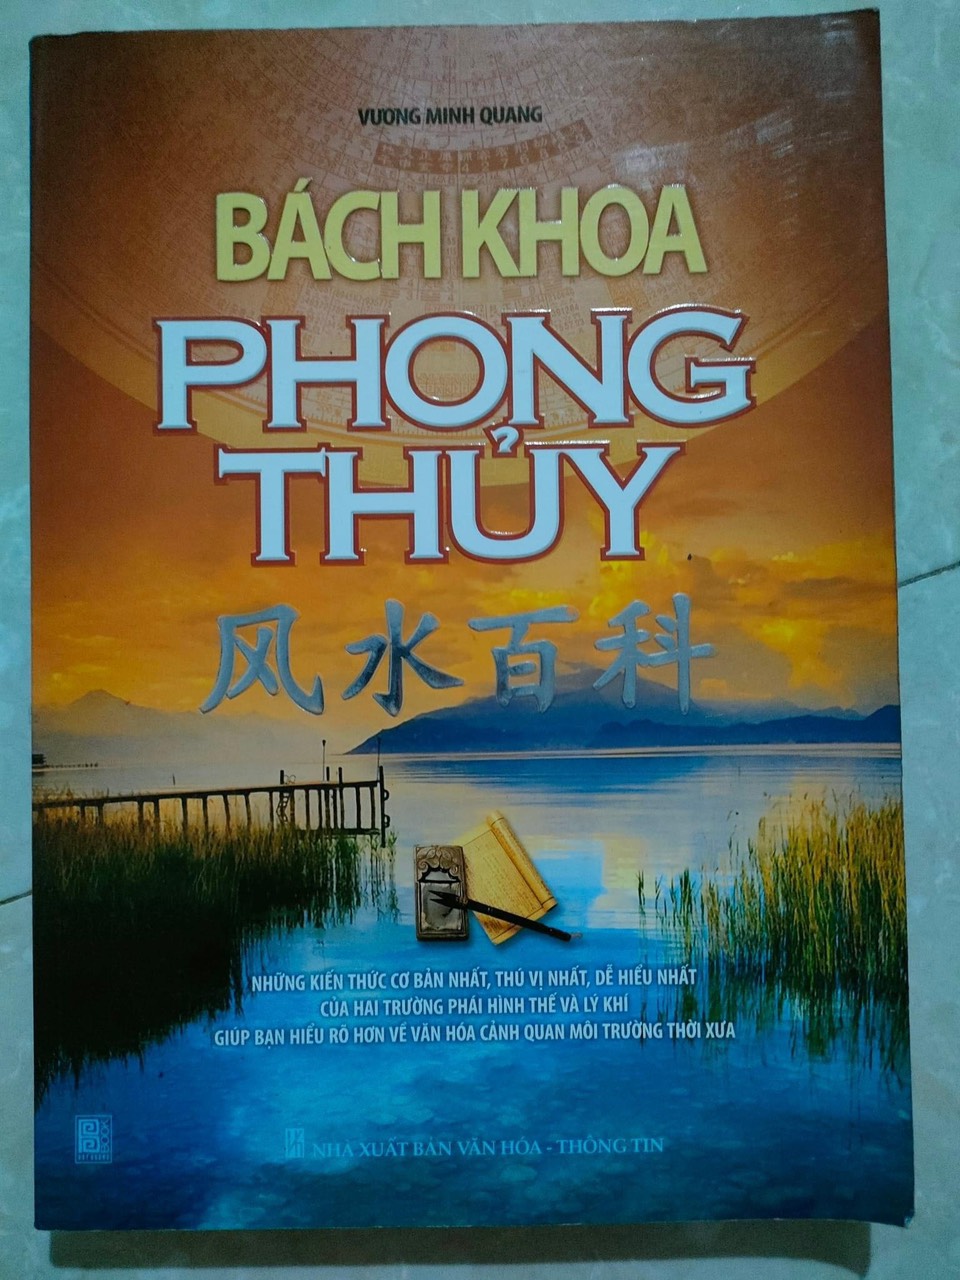 VƯƠNG MINH QUANG
BÁCH KHOA
PHONG
THỦY
风水百科
NHỮNG KIẾN THỨC CƠ BẢN NHẤT, THÚ VỊ NHẤT, DỄ HIỂU NHẤT
CỦA HAI TRƯỜNG PHÁI HÌNH THẾ VÀ LÝ KHÍ
GIÚP BẠN HIỂU RÕ HƠN VỀ VĂN HÓA CẢNH QUAN MÔI TRƯỜNG THỜI XƯA
BOOK
NHÀ XUẤT BẢN VĂN HÓA - THÔNG TIN